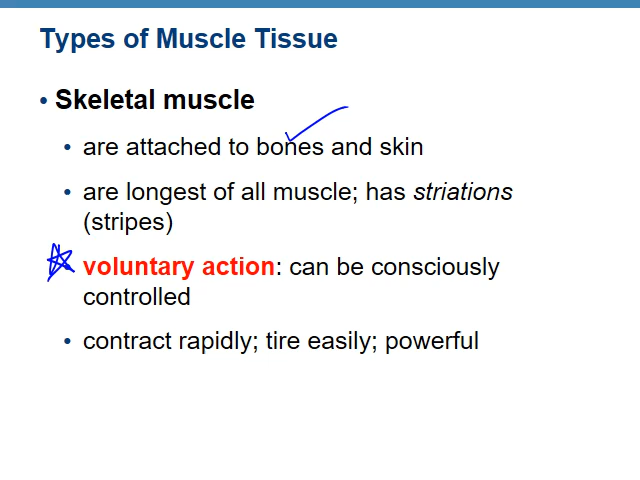 Types of Muscle Tissue
• Skeletal muscle
• are attached to bones and skin
• are longest of all muscle; has striations
(stripes)
voluntary action: can be consciously
controlled
• contract rapidly; tire easily; powerful